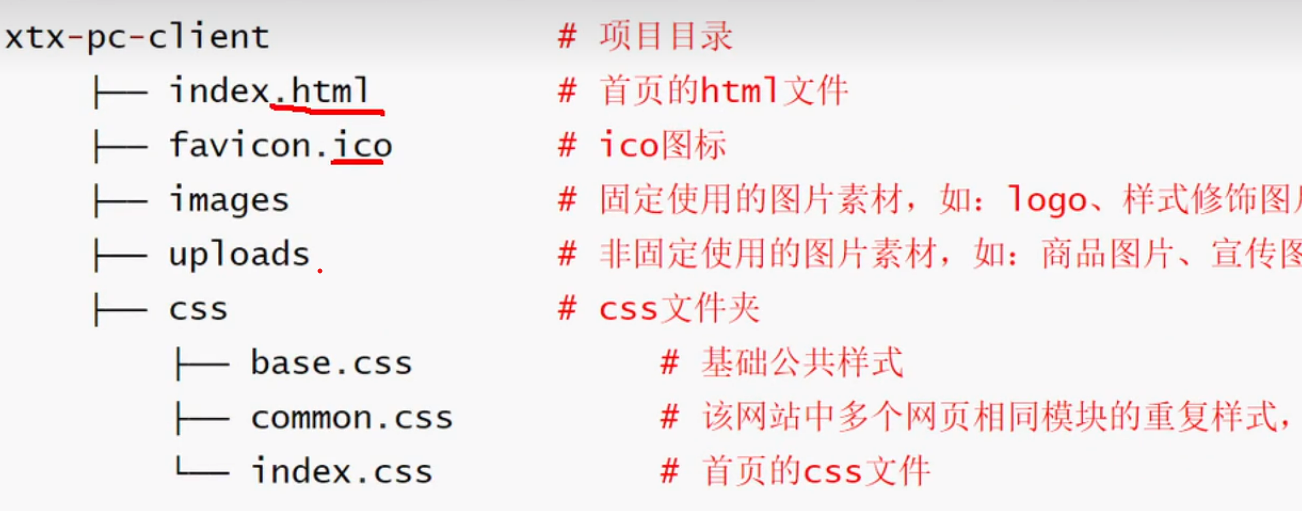 xtx-pc-client # 项目目录
├── index.html # 首页的html文件
├── favicon.ico # ico图标
├── images # 固定使用的图片素材，如：logo、样式修饰图片
├── uploads # 非固定使用的图片素材，如：商品图片、宣传图
├── css # css文件夹
├── base.css # 基础公共样式
├── common.css # 该网站中多个网页相同模块的重复样式，
└── index.css # 首页的css文件